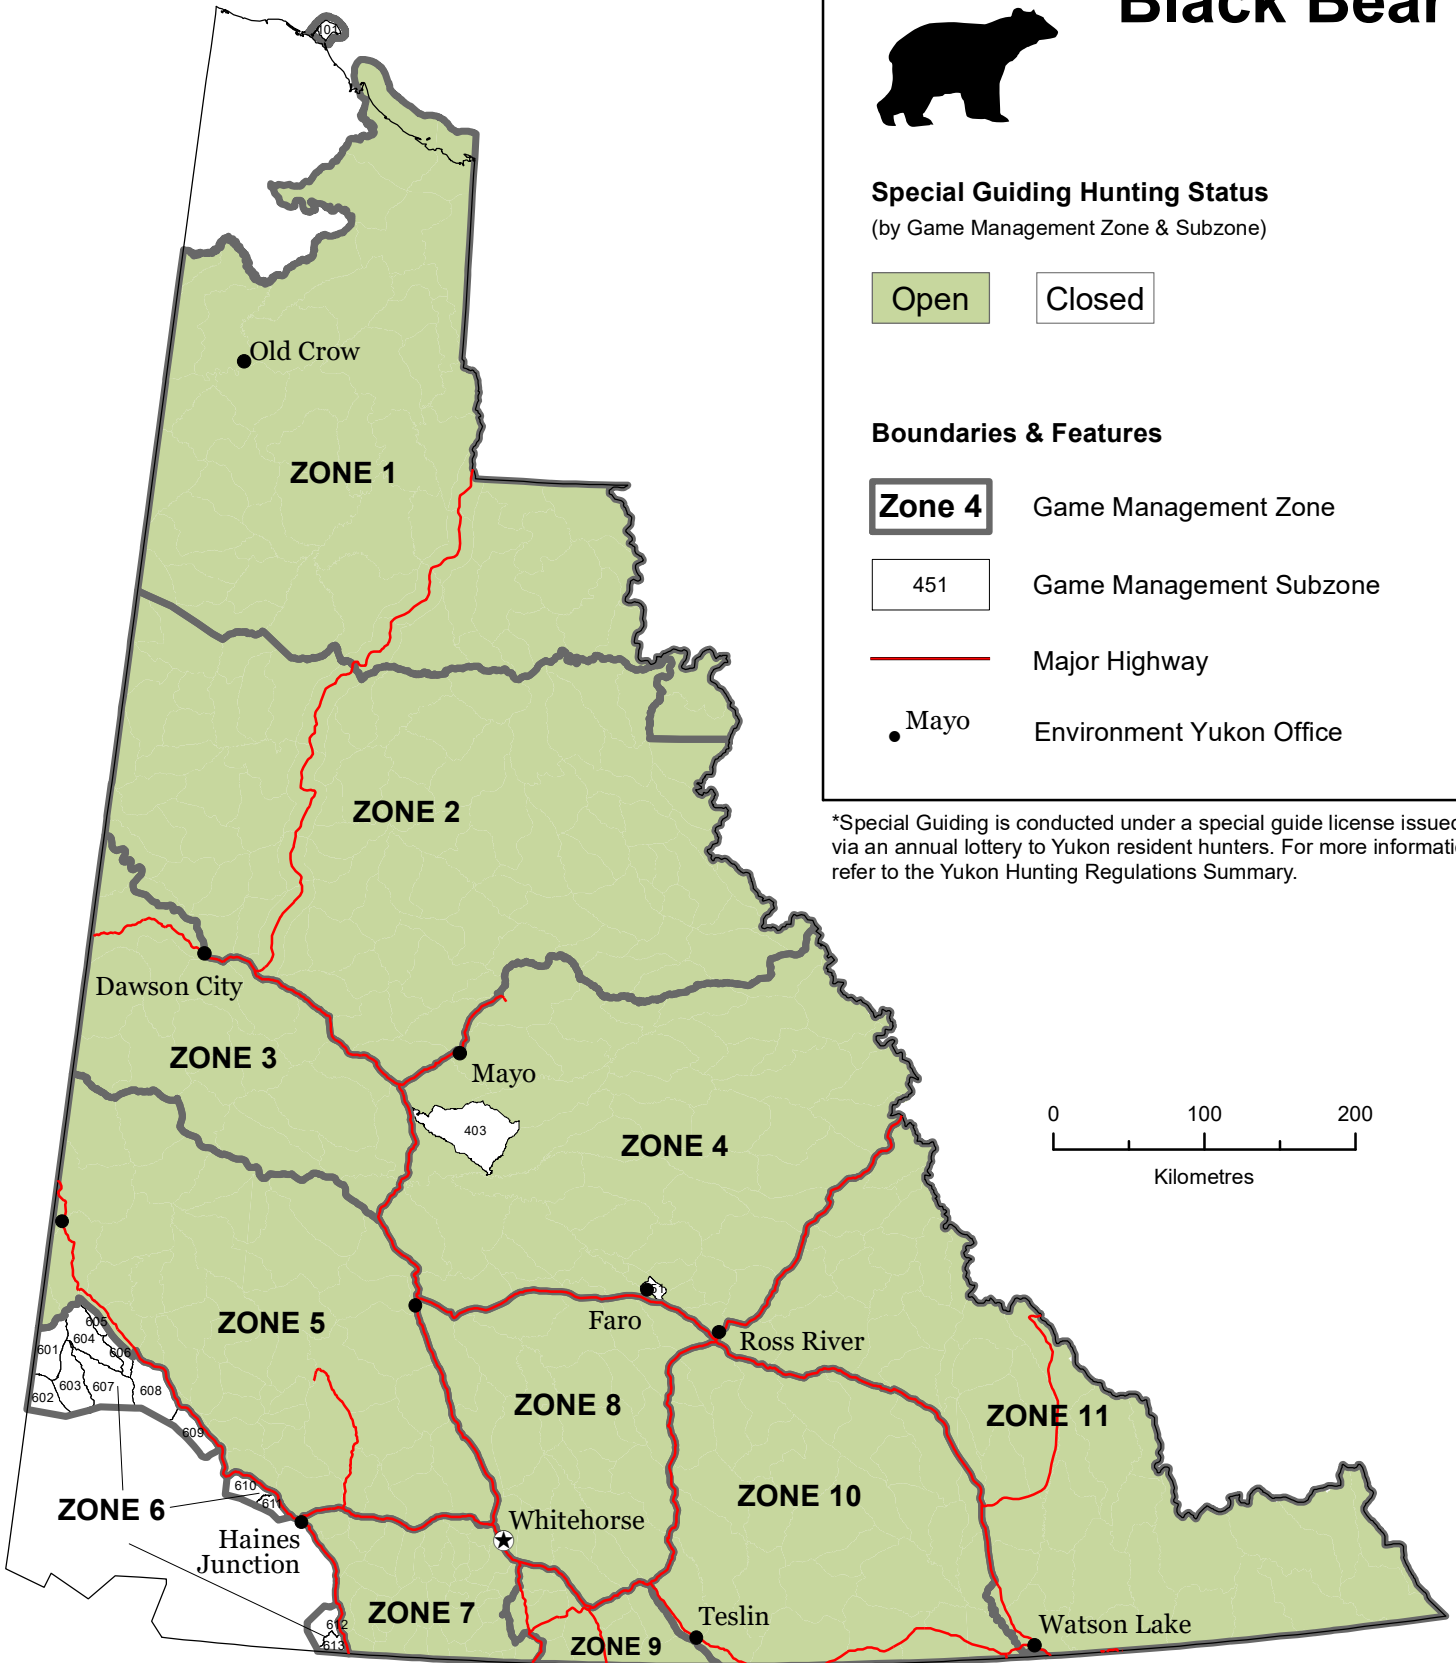 Black Bear
Special Guiding Hunting Status
(by Game Management Zone & Subzone)
Open
Closed
Boundaries & Features
Zone 4
Game Management Zone
451
Game Management Subzone
Major Highway
Mayo
Environment Yukon Office
*Special Guiding is conducted under a special guide license issued
via an annual lottery to Yukon resident hunters. For more
refer to the Yukon Hunting Regulations Summary.
0
100
200
Kilometres
101
Old Crow
ZONE 1
ZONE 2
Dawson City
ZONE 3
Mayo
403
ZONE 4
ZONE 5
Faro
Ross River
605
604
601
606
603
607
608
602
609
ZONE 8
ZONE 11
610
611
ZONE 6
ZONE 10
Whitehorse
Haines
Junction
ZONE 7
612
613
ZONE 9
Teslin
Watson Lake